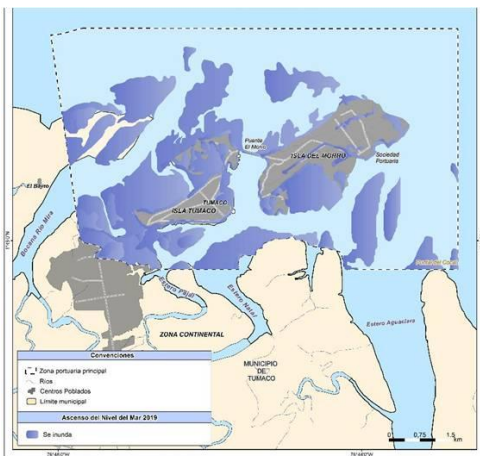 Puente
El Morro
ISLA DEL MORRO
Sociedad
Portuaria
TUMACO
ISLA TUMACO
El Bajito
Bocana Río Mira
Estero Pajal
Estero Natal
Estero Aguaclara
ZONA CONTINENTAL
MUNICIPIO
DE
TUMACO
Convenciones
Zona portuaria principal
Ríos
Centros Poblados
Límite municipal
Ascenso del Nivel del Mar 2019
Se inunda
0 0,75 1,5
km